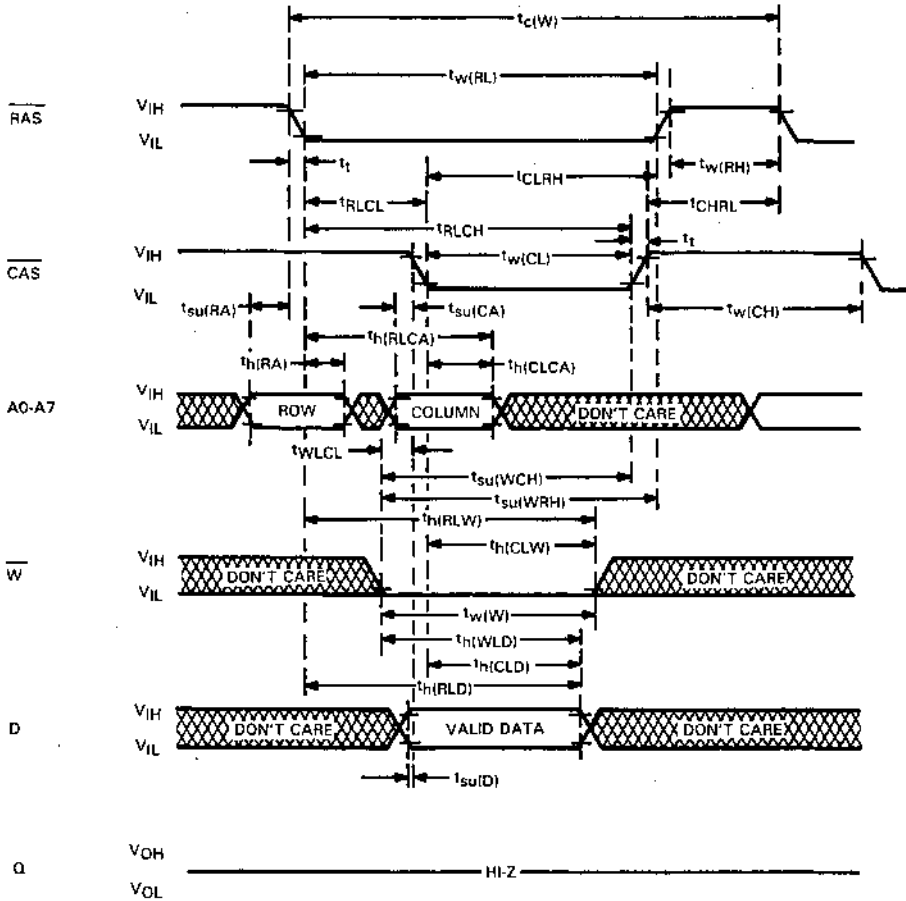 tc(W)
tw(RL)
RAS
VIH
VIL
tt
tCLRH
tw(RH)
tRLCL
tCHRL
tRLCH
tt
CAS
VIH
VIL
tw(CL)
tsu(RA)
tsu(CA)
tw(CH)
th(RLCA)
th(RA)
th(CLCA)
A0-A7
VIH
VIL
ROW
COLUMN
DON'T CARE
tWLCL
tsu(WCH)
tsu(WRH)
th(RLW)
th(CLW)
W
VIH
VIL
DON'T CARE
DON'T CARE
tw(W)
th(WLD)
th(CLD)
th(RLD)
D
VIH
VIL
DON'T CARE
VALID DATA
DON'T CARE
tsu(D)
Q
VOH
VOL
HI-Z